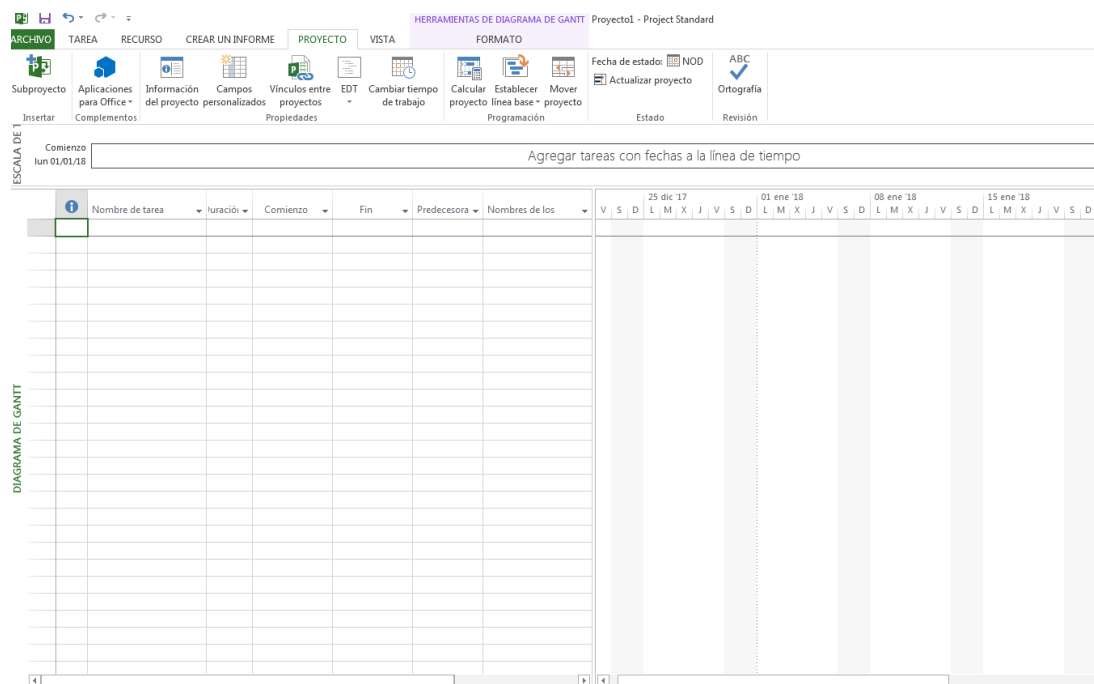 HERRAMIENTAS DE DIAGRAMA DE GANTT Proyecto1 - Project Standard
ARCHIVO TAREA RECURSO CREAR UN INFORME PROYECTO VISTA FORMATO
Subproyecto
Aplicaciones
para Office
Información
del proyecto
Campos
personalizados
Vínculos entre
proyectos
EDT
Cambiar tiempo
de trabajo
Calcular
proyecto
Establecer
línea base
Mover
proyecto
Fecha de estado: NOD
Actualizar proyecto
ABC
Ortografía
Insertar Complementos Propiedades Programación Estado Revisión
ESCALA DE T
Comienzo
lun 01/01/18
Agregar tareas con fechas a la línea de tiempo
Nombre de tarea Duració Comienzo Fin Predecesora Nombres de los
25 dic '17 01 ene '18 08 ene '18 15 ene '18
V S D L M X J V S D L M X J V S D L M X J V S D L M X J V S D
DIAGRAMA DE GANTT